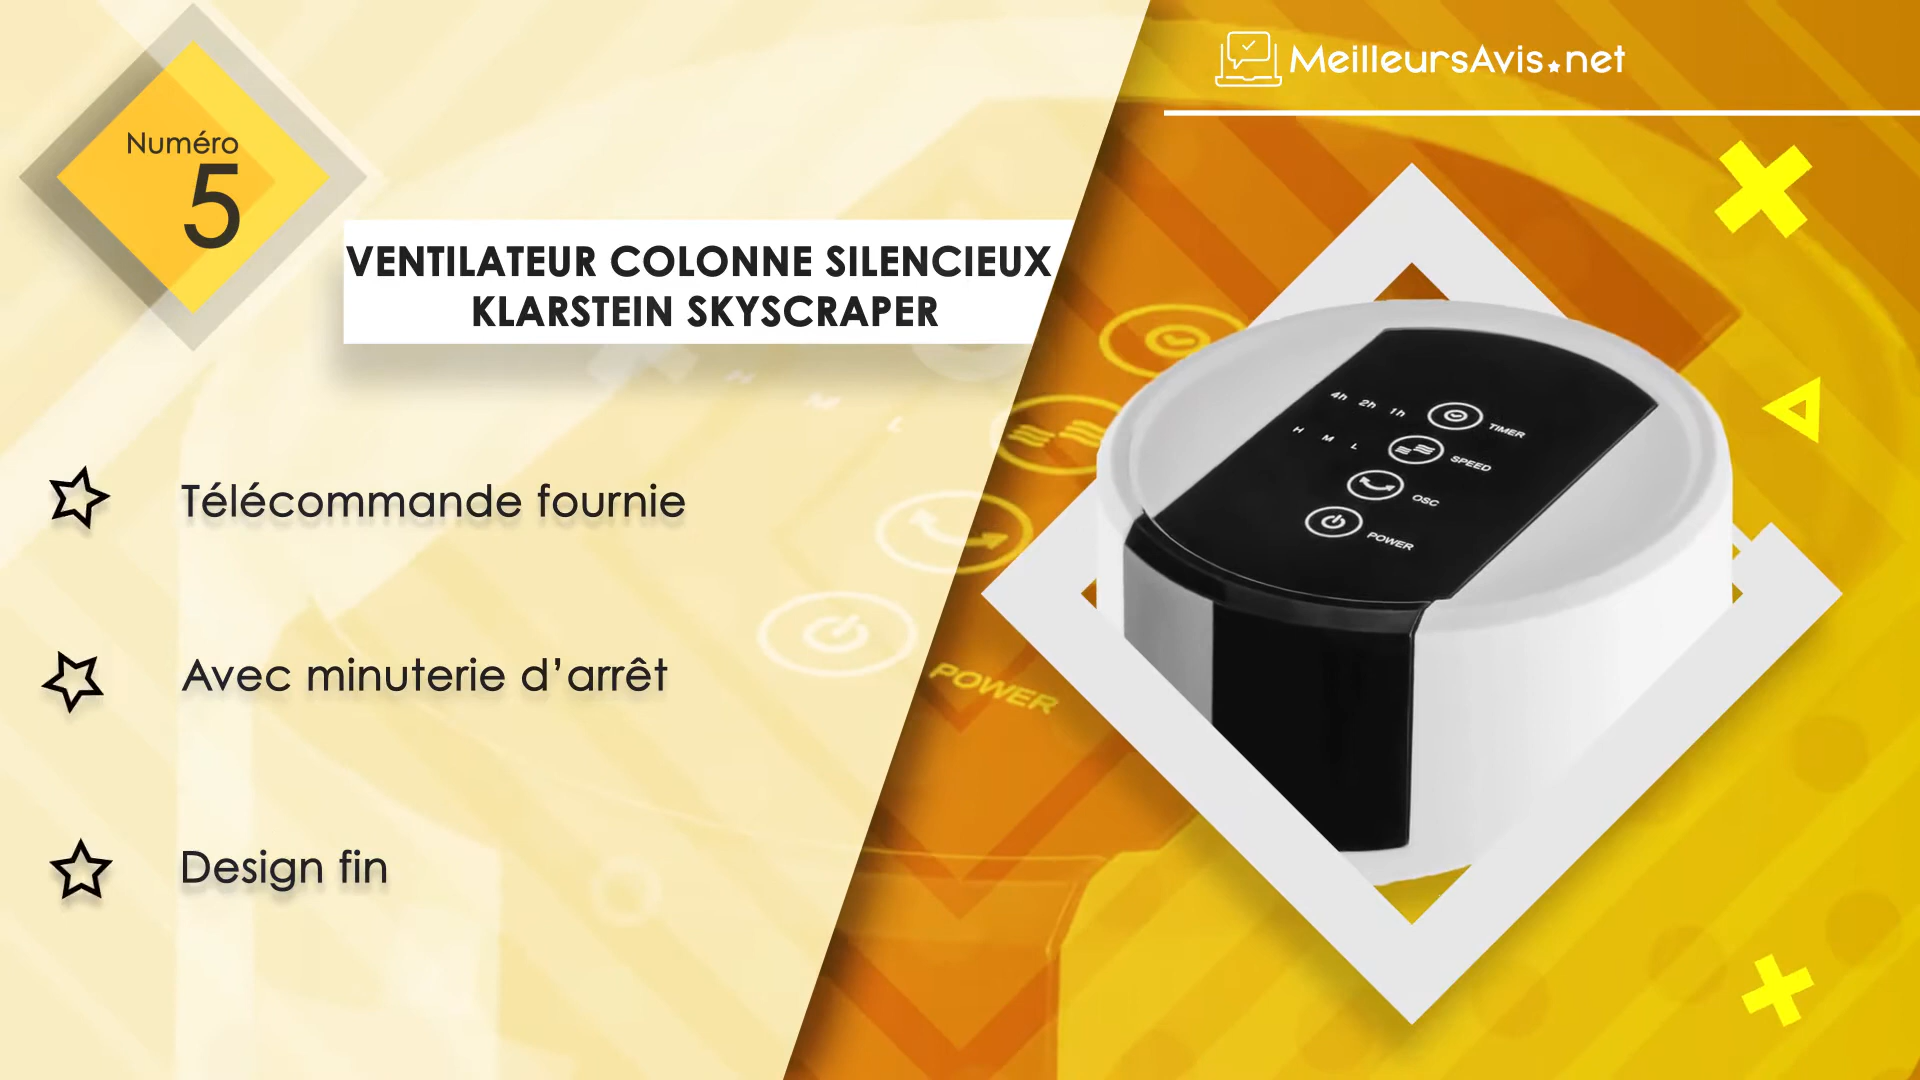 Numéro
5
MeilleursAvis.net
VENTILATEUR COLONNE SILENCIEUX
KLARSTEIN SKYSCRAPER
Télécommande fournie
Avec minuterie d’arrêt
Design fin
4h 2h 1h TIMER
H M L SPEED
OSC
POWER
H M L
POWER